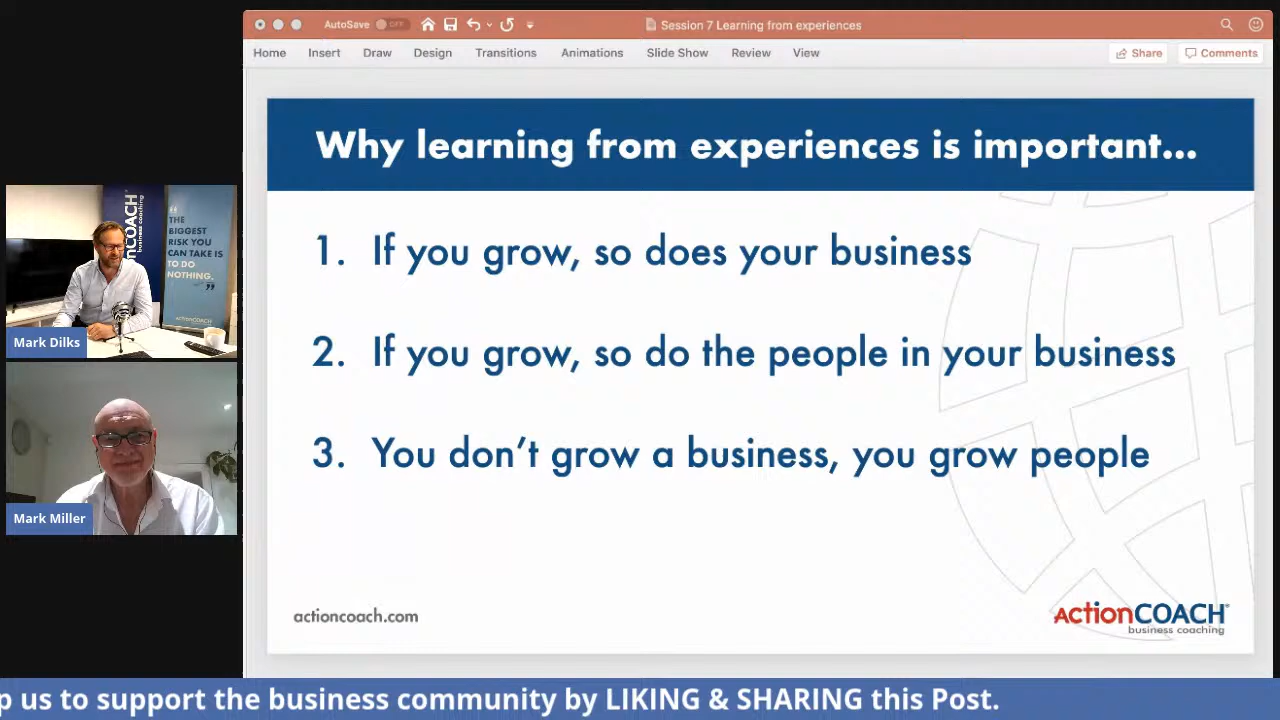 AutoSave
OFF
Session 7 Learning from experiences
Home Insert Draw Design Transitions Animations Slide Show Review View
Share Comments
Why learning from experiences is important...
1. If you grow, so does your business
2. If you grow, so do the people in your business
3. You don't grow a business, you grow people
actioncoach.com
ActionCOACH
business coaching
COACH
business coaching
"
THE
BIGGEST
RISK YOU
CAN TAKE IS
TO DO
NOTHING.
"
ACTIONCOACH
Mark Dilks
Mark Miller
us to support the business community by LIKING & SHARING this Post.